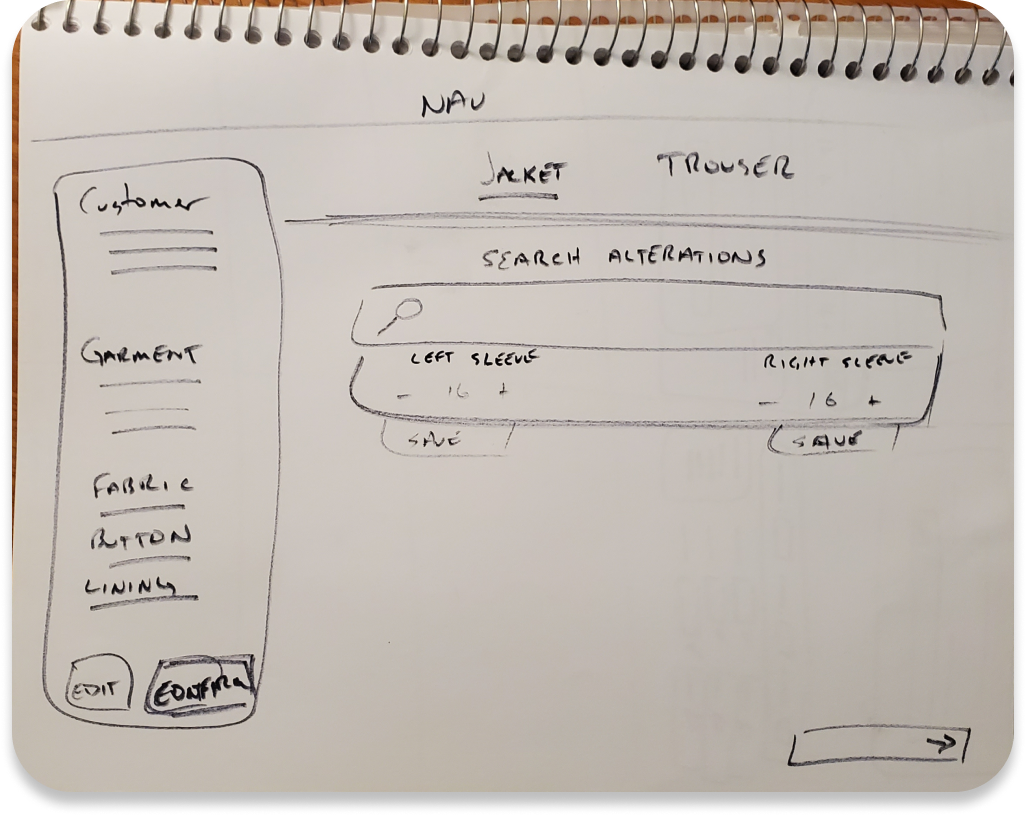 NAV
JACKET TROUSER
Customer
SEARCH ALTERATIONS
GARMENT
LEFT SLEEVE RIGHT SLEEVE
- 16 + - 16 +
SAVE SAVE
FABRIC
BUTTON
LINING
EDIT CONFIRM